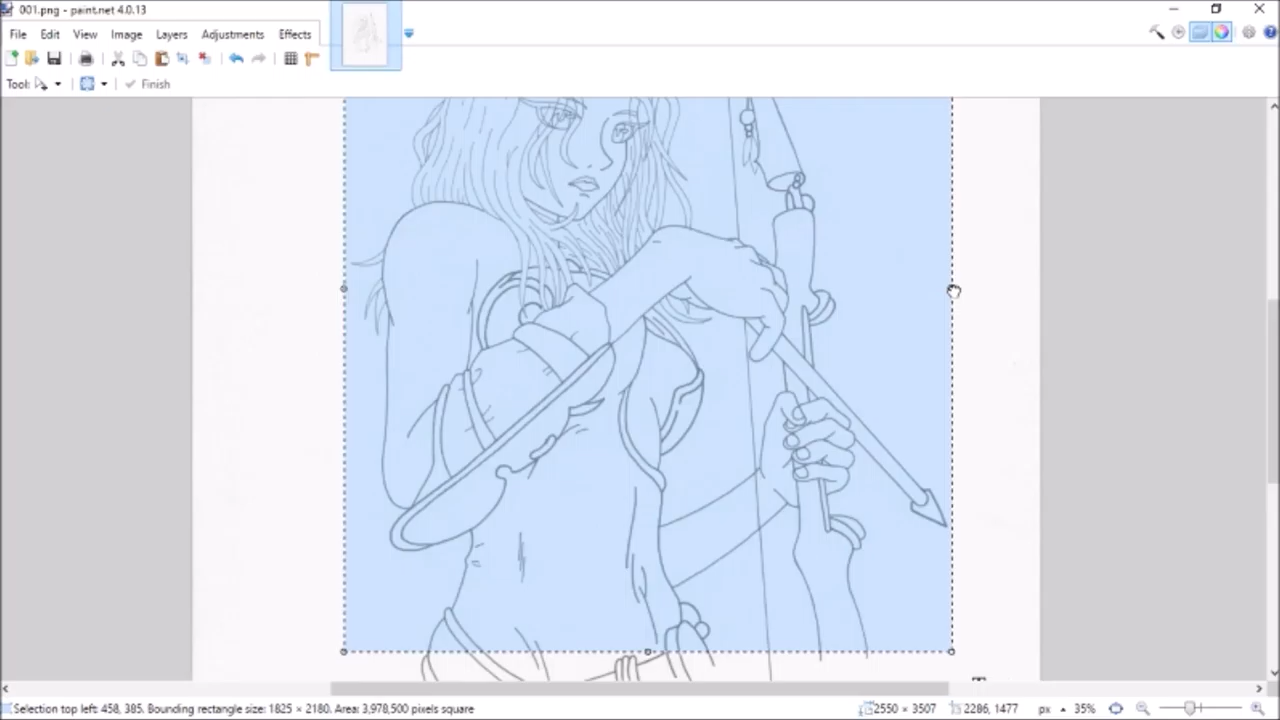 001.png - paint.net 4.0.13
File Edit View Image Layers Adjustments Effects
Tool: Finish
Selection top left: 458, 385. Bounding rectangle size: 1825 × 2180. Area: 3,978,500 pixels square 2550 × 3507 2286, 1477 px 35%